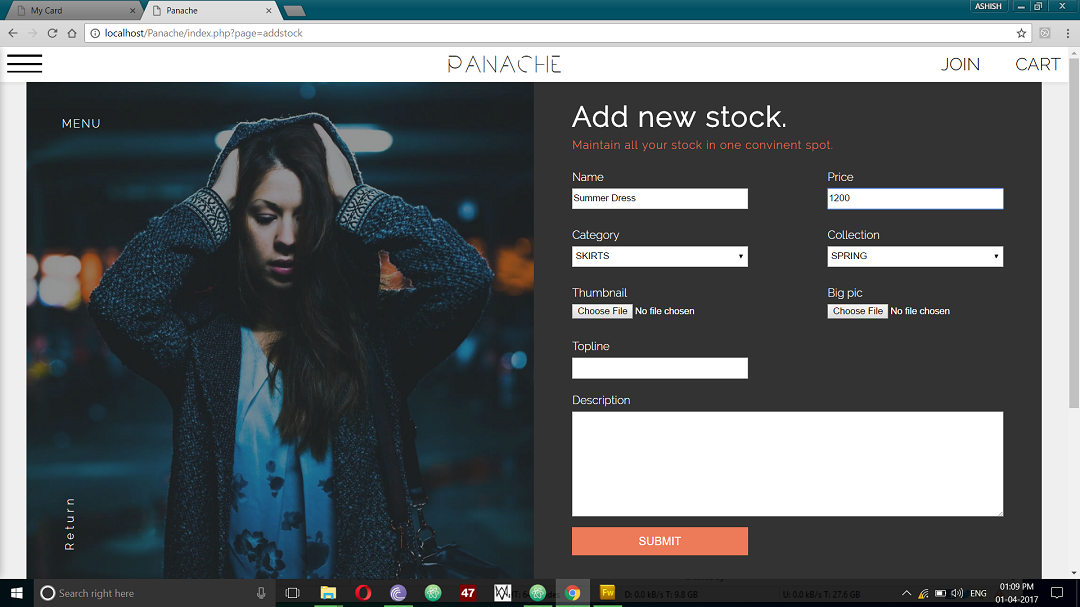 My Card
Panache
ASHISH
localhost/Panache/index.php?page=addstock
PANACHE
JOIN
CART
MENU
Return
Add new stock.
Maintain all your stock in one convinent spot.
Name
Price
Summer Dress
1200
Category
Collection
SKIRTS
SPRING
Thumbnail
Big pic
Choose File No file chosen
Choose File No file chosen
Topline
Description
SUBMIT
Search right here
47
Fw
D: 0.0 kB/s T: 9.8 GB
U: 0.0 kB/s T: 27.6 GB
ENG
01:09 PM
01-04-2017